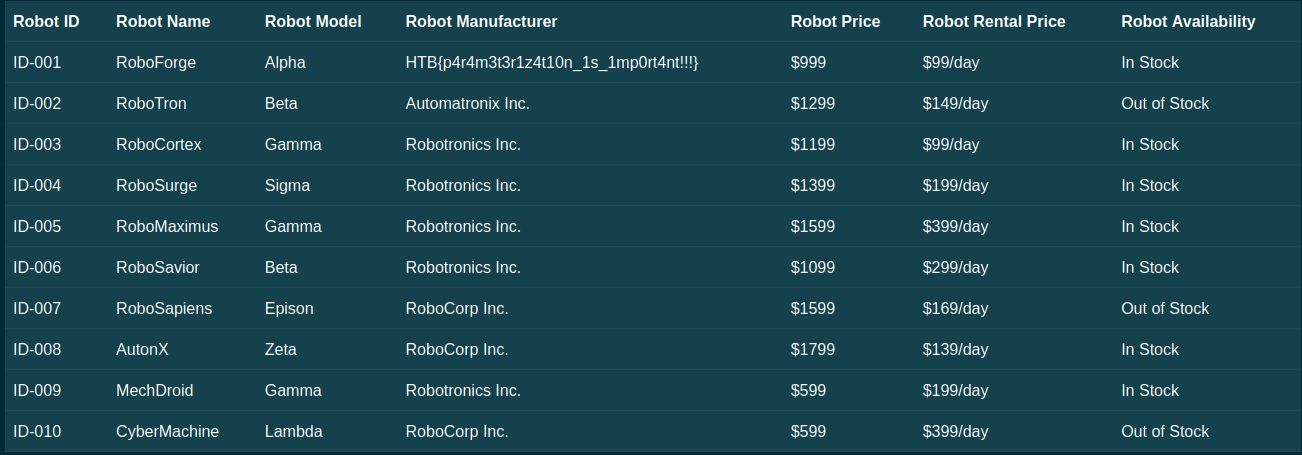 Robot ID Robot Name Robot Model Robot Manufacturer Robot Price Robot Rental Price Robot Availability
ID-001 RoboForge Alpha HTB{p4r4m3t3r1z4t10n_1s_1mp0rt4nt!!!} $999 $99/day In Stock
ID-002 RoboTron Beta Automatronix Inc. $1299 $149/day Out of Stock
ID-003 RoboCortex Gamma Robotronics Inc. $1199 $99/day In Stock
ID-004 RoboSurge Sigma Robotronics Inc. $1399 $199/day In Stock
ID-005 RoboMaximus Gamma Robotronics Inc. $1599 $399/day In Stock
ID-006 RoboSavior Beta Robotronics Inc. $1099 $299/day In Stock
ID-007 RoboSapiens Epison RoboCorp Inc. $1599 $169/day Out of Stock
ID-008 AutonX Zeta RoboCorp Inc. $1799 $139/day In Stock
ID-009 MechDroid Gamma Robotronics Inc. $599 $199/day In Stock
ID-010 CyberMachine Lambda RoboCorp Inc. $599 $399/day Out of Stock